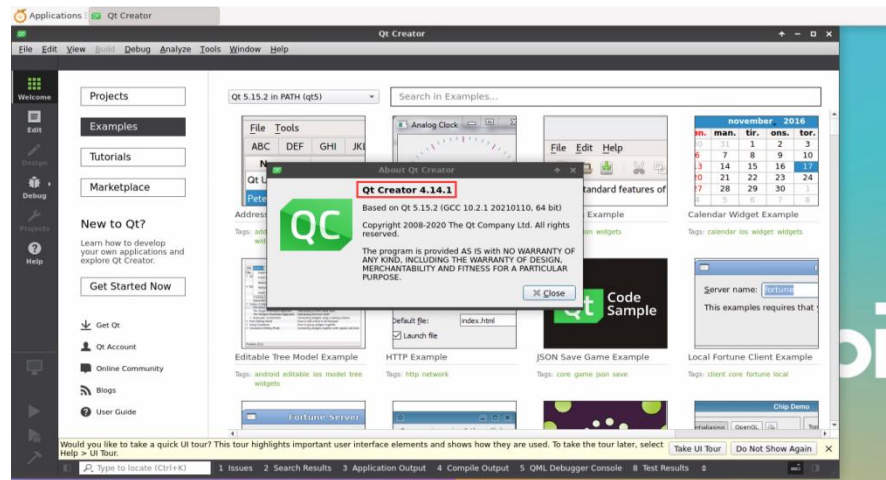 Applications
Qt Creator
Qt Creator
File Edit View Build Debug Analyze Tools Window Help
Welcome
Edit
Design
Debug
Projects
Help
Projects
Examples
Tutorials
Marketplace
New to Qt?
Learn how to develop
your own applications and
explore Qt Creator.
Get Started Now
Get Qt
Qt Account
Online Community
Blogs
User Guide
Qt 5.15.2 in PATH (qt5)
Search in Examples...
File Tools
ABC DEF GHI JKL
Analog Clock
File Edit Help
november 2016
man. tir. ons. tor.
31 1 2 3
7 8 9 10
14 15 16 17
21 22 23 24
28 29 30 1
5 6 7 8
About Qt Creator
Qt Creator 4.14.1
Based on Qt 5.15.2 (GCC 10.2.1 20210110, 64 bit)
Copyright 2008-2020 The Qt Company Ltd. All rights
reserved.
The program is provided AS IS with NO WARRANTY OF
ANY KIND, INCLUDING THE WARRANTY OF DESIGN,
MERCHANTABILITY AND FITNESS FOR A PARTICULAR
PURPOSE.
Close
QC
tandard features of
Address
Example
Calendar Widget Example
Tags:
widgets
Tags: calendar ios widget widgets
Default file: index.html
Launch file
Qt Code
Sample
Server name: fortune
This examples requires that
Editable Tree Model Example
HTTP Example
JSON Save Game Example
Local Fortune Client Example
Tags: android editable ios model tree
widgets
Tags: http network
Tags: core game json save
Tags: client core fortune local
Fortune Server
Chip Demo
OpenGL
Would you like to take a quick UI tour? This tour highlights important user interface elements and shows how they are used. To take the tour later, select
Help > UI Tour.
Take UI Tour
Do Not Show Again
Type to locate (Ctrl+K)
1 Issues 2 Search Results 3 Application Output 4 Compile Output 5 QML Debugger Console 8 Test Results